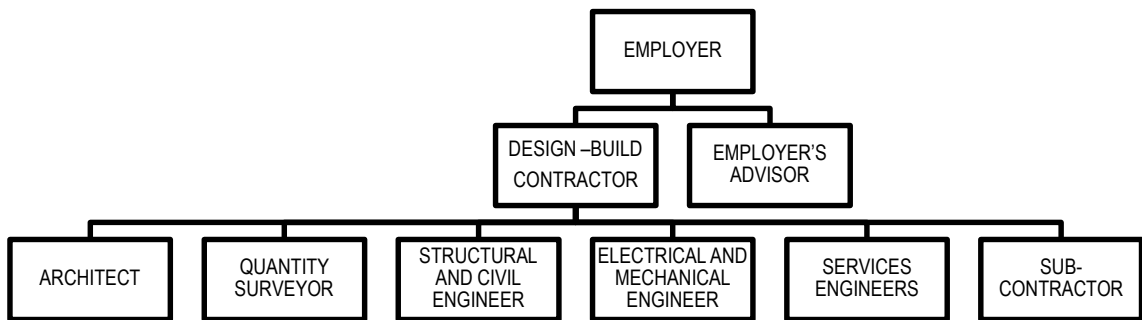 EMPLOYER
DESIGN –BUILD
CONTRACTOR
EMPLOYER’S
ADVISOR
ARCHITECT
QUANTITY
SURVEYOR
STRUCTURAL
AND CIVIL
ENGINEER
ELECTRICAL AND
MECHANICAL
ENGINEER
SERVICES
ENGINEERS
SUB-
CONTRACTOR